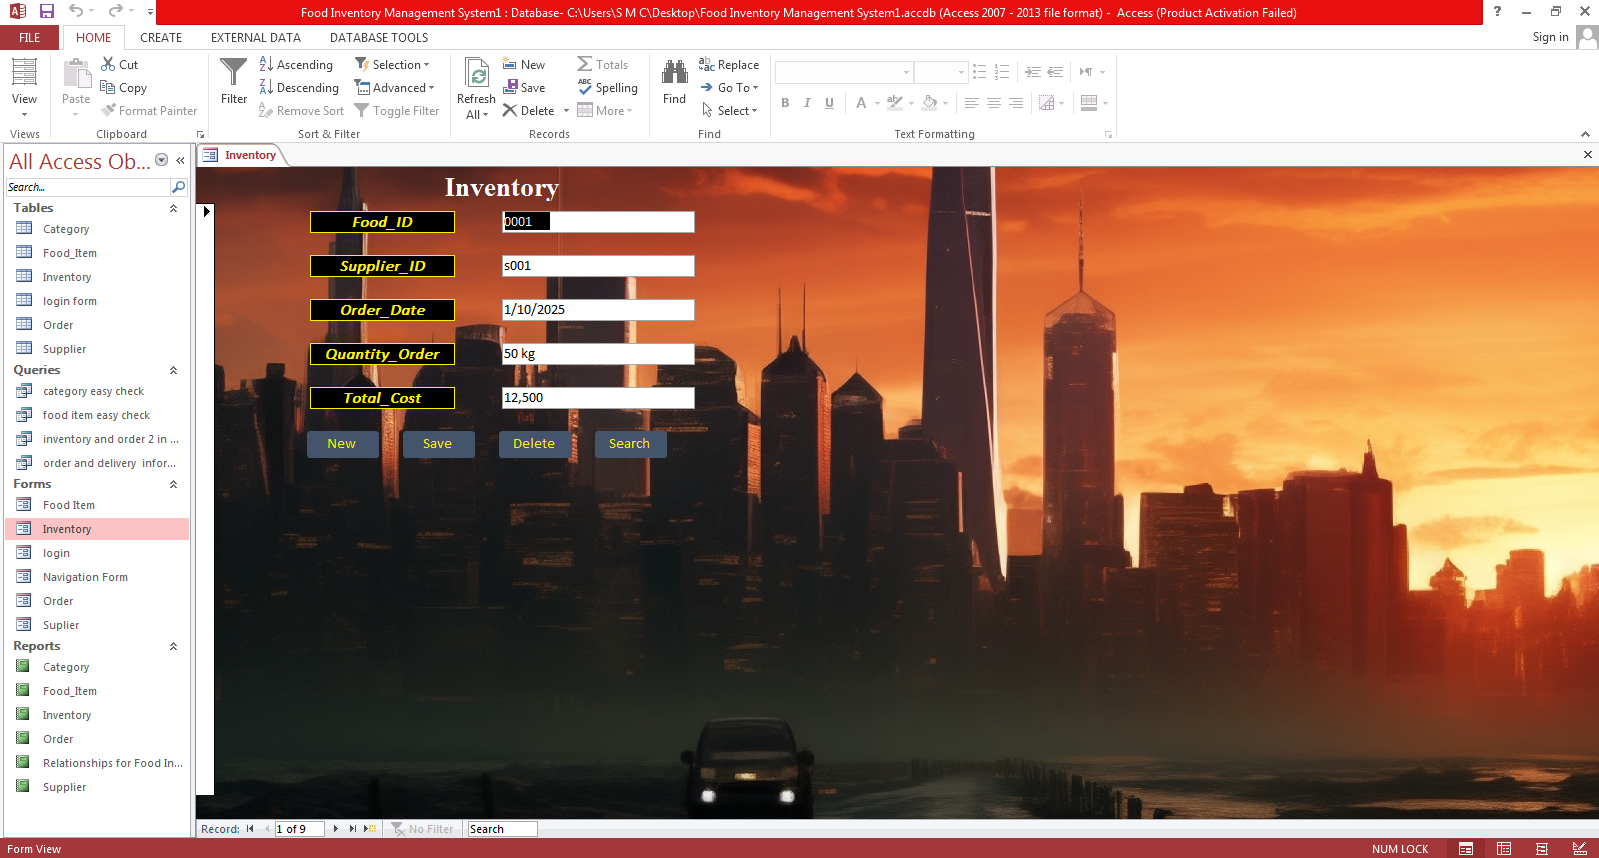 Food Inventory Management System1 : Database- C:\Users\S M C\Desktop\Food Inventory Management System1.accdb (Access 2007 - 2013 file format) -  Access (Product Activation Failed)
FILE HOME CREATE EXTERNAL DATA DATABASE TOOLS Sign in
View
Views
Paste
Cut
Copy
Format Painter
Clipboard
Filter
Ascending
Descending
Remove Sort
Selection
Advanced
Toggle Filter
Sort & Filter
Refresh
All
New
Save
Delete
Totals
Spelling
More
Records
Find
Replace
Go To
Select
Find
B I U A
Text Formatting
All Access Ob...
Search...
Tables
Category
Food_Item
Inventory
login form
Order
Supplier
Queries
category easy check
food item easy check
inventory and order 2 in ...
order and delivery  infor...
Forms
Food Item
Inventory
login
Navigation Form
Order
Suplier
Reports
Category
Food_Item
Inventory
Order
Relationships for Food In...
Supplier
Inventory
Inventory
Food_ID 0001
Supplier_ID s001
Order_Date 1/10/2025
Quantity_Order 50 kg
Total_Cost 12,500
New Save Delete Search
Record: 1 of 9 No Filter Search
Form View NUM LOCK